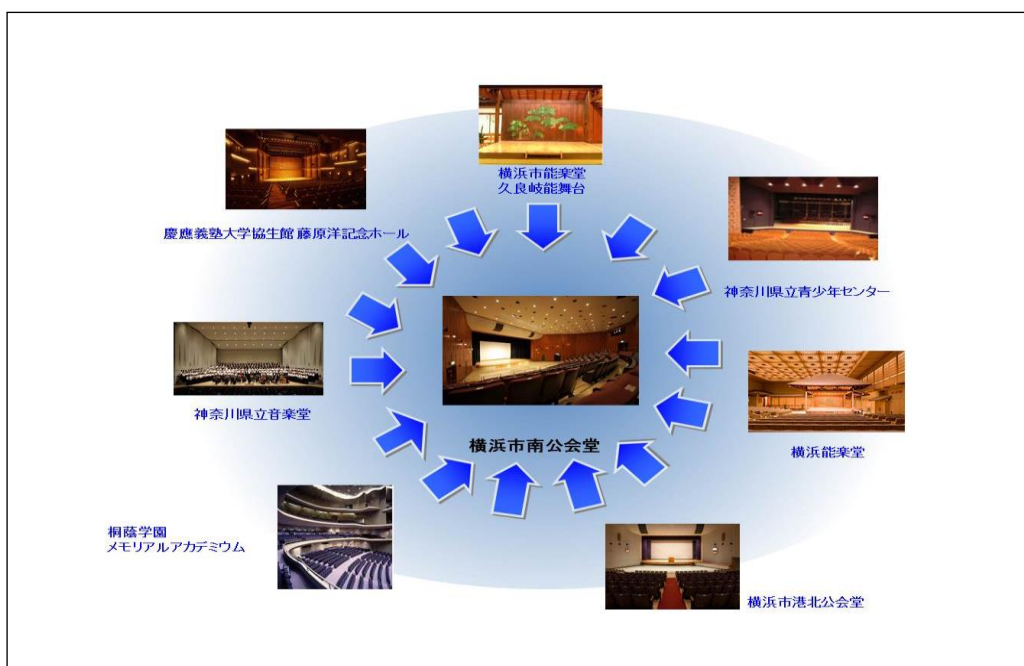 横浜市能楽堂
久良岐能舞台
慶應義塾大学協生館 藤原洋記念ホール
神奈川県立青少年センター
神奈川県立音楽堂
横浜能楽堂
横浜市南公会堂
桐蔭学園
メモリアルアカデミウム
横浜市港北公会堂